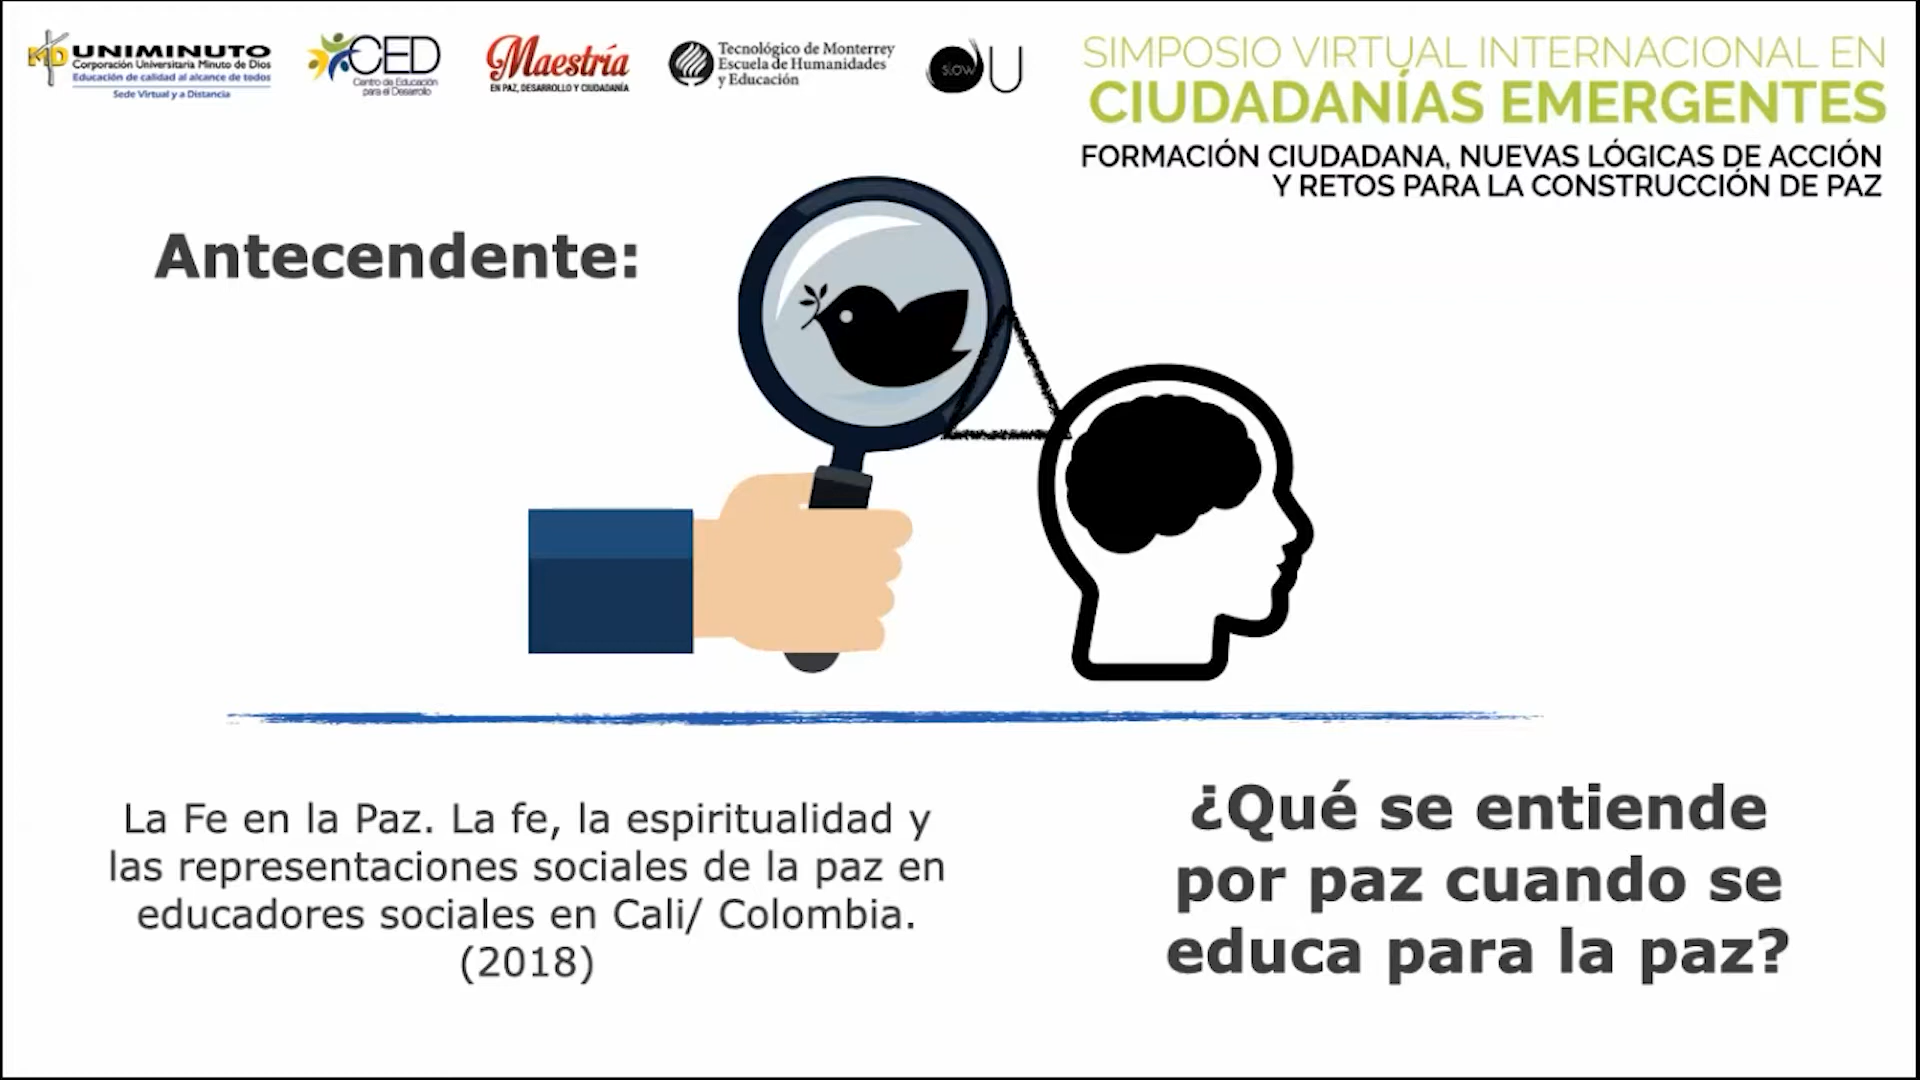 UNIMINUTO
Corporación Universitaria Minuto de Dios
Educación de calidad al alcance de todos
Sede Virtual y a Distancia
CED
Centro de Educación
para el Desarrollo
Maestría
EN PAZ, DESARROLLO Y CIUDADANÍA
Tecnológico de Monterrey
Escuela de Humanidades
y Educación
slow U
SIMPOSIO VIRTUAL INTERNACIONAL EN
CIUDADANÍAS EMERGENTES
FORMACIÓN CIUDADANA, NUEVAS LÓGICAS DE ACCIÓN
Y RETOS PARA LA CONSTRUCCIÓN DE PAZ
Antecendente:
La Fe en la Paz. La fe, la espiritualidad y
las representaciones sociales de la paz en
educadores sociales en Cali/ Colombia.
(2018)
¿Qué se entiende
por paz cuando se
educa para la paz?